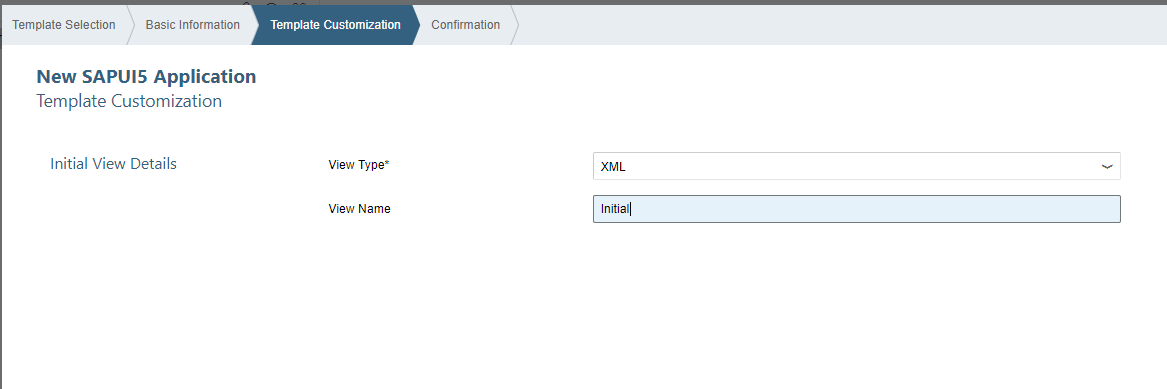 Template Selection Basic Information Template Customization Confirmation
New SAPUI5 Application
Template Customization
Initial View Details View Type* XML
View Name Initial